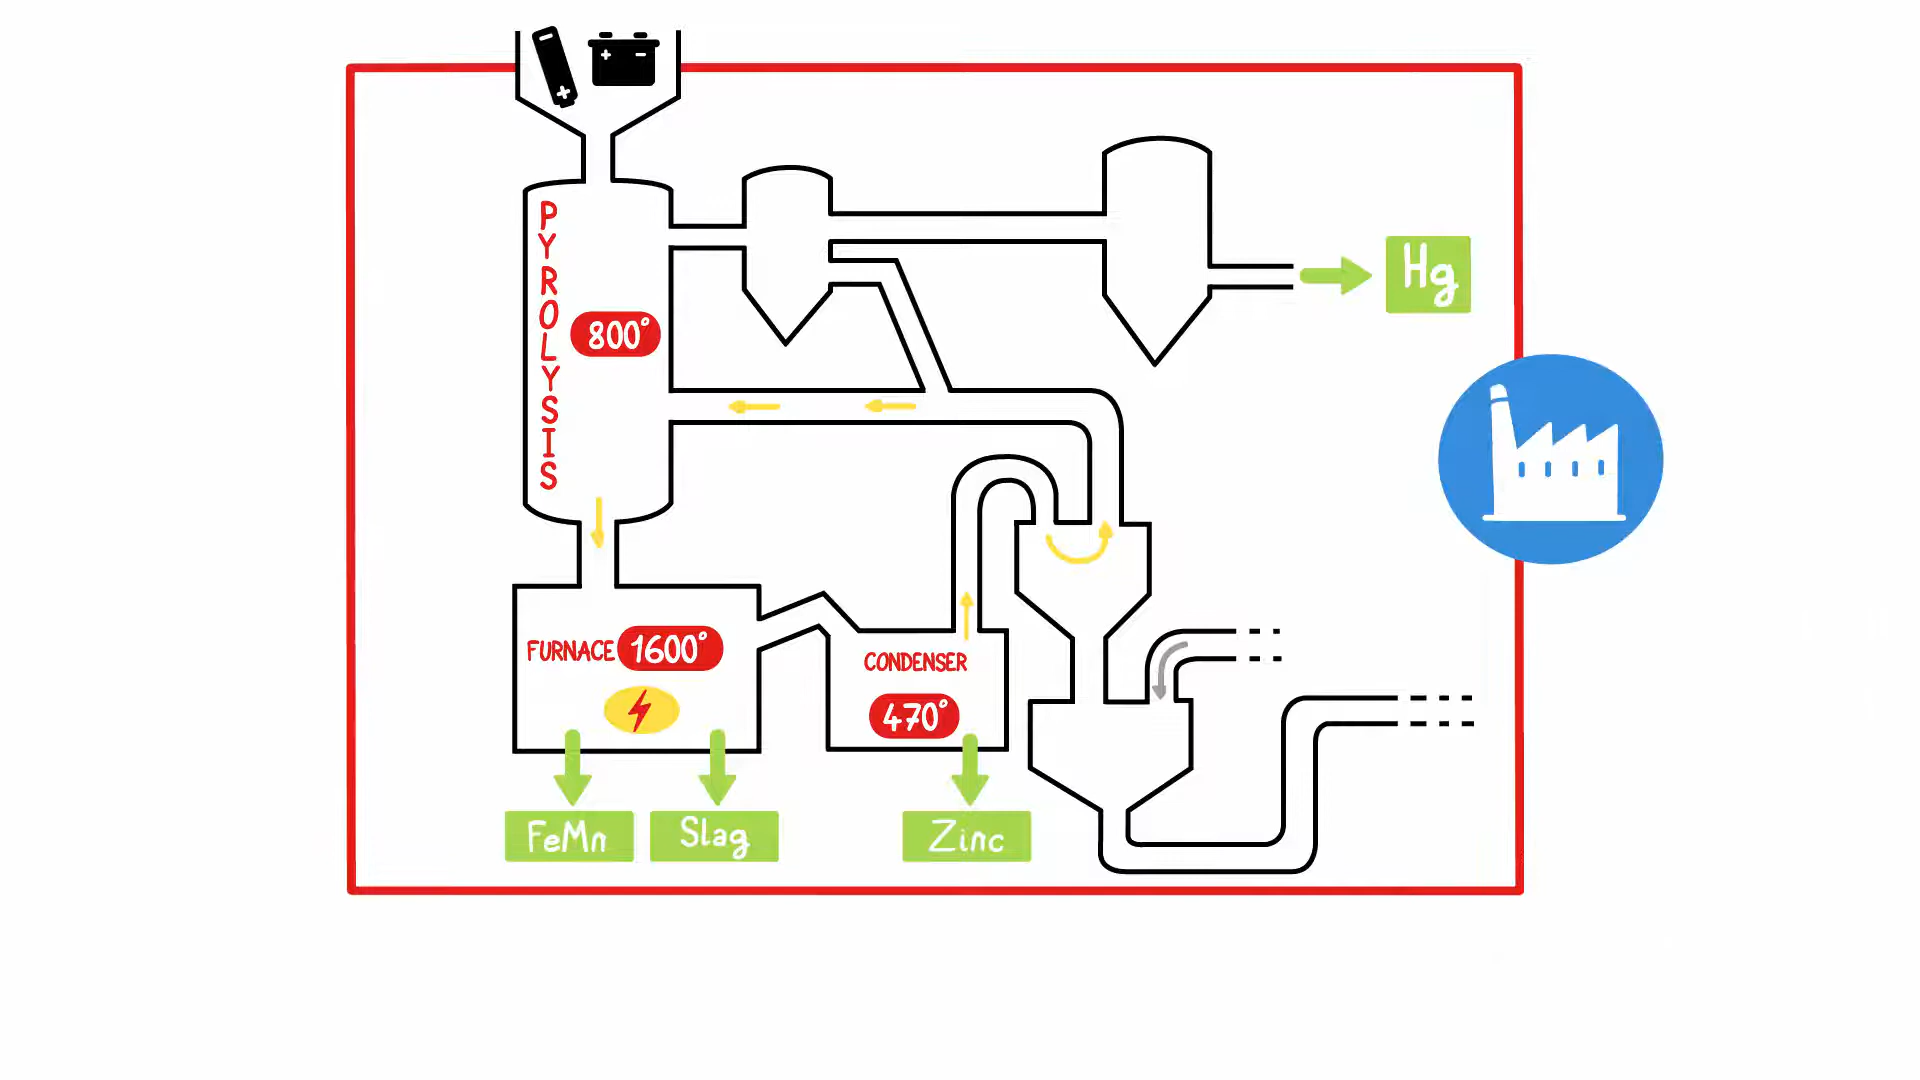 PYROLYSIS
800°
Hg
FURNACE 1600°
CONDENSER
470°
FeMn
Slag
Zinc